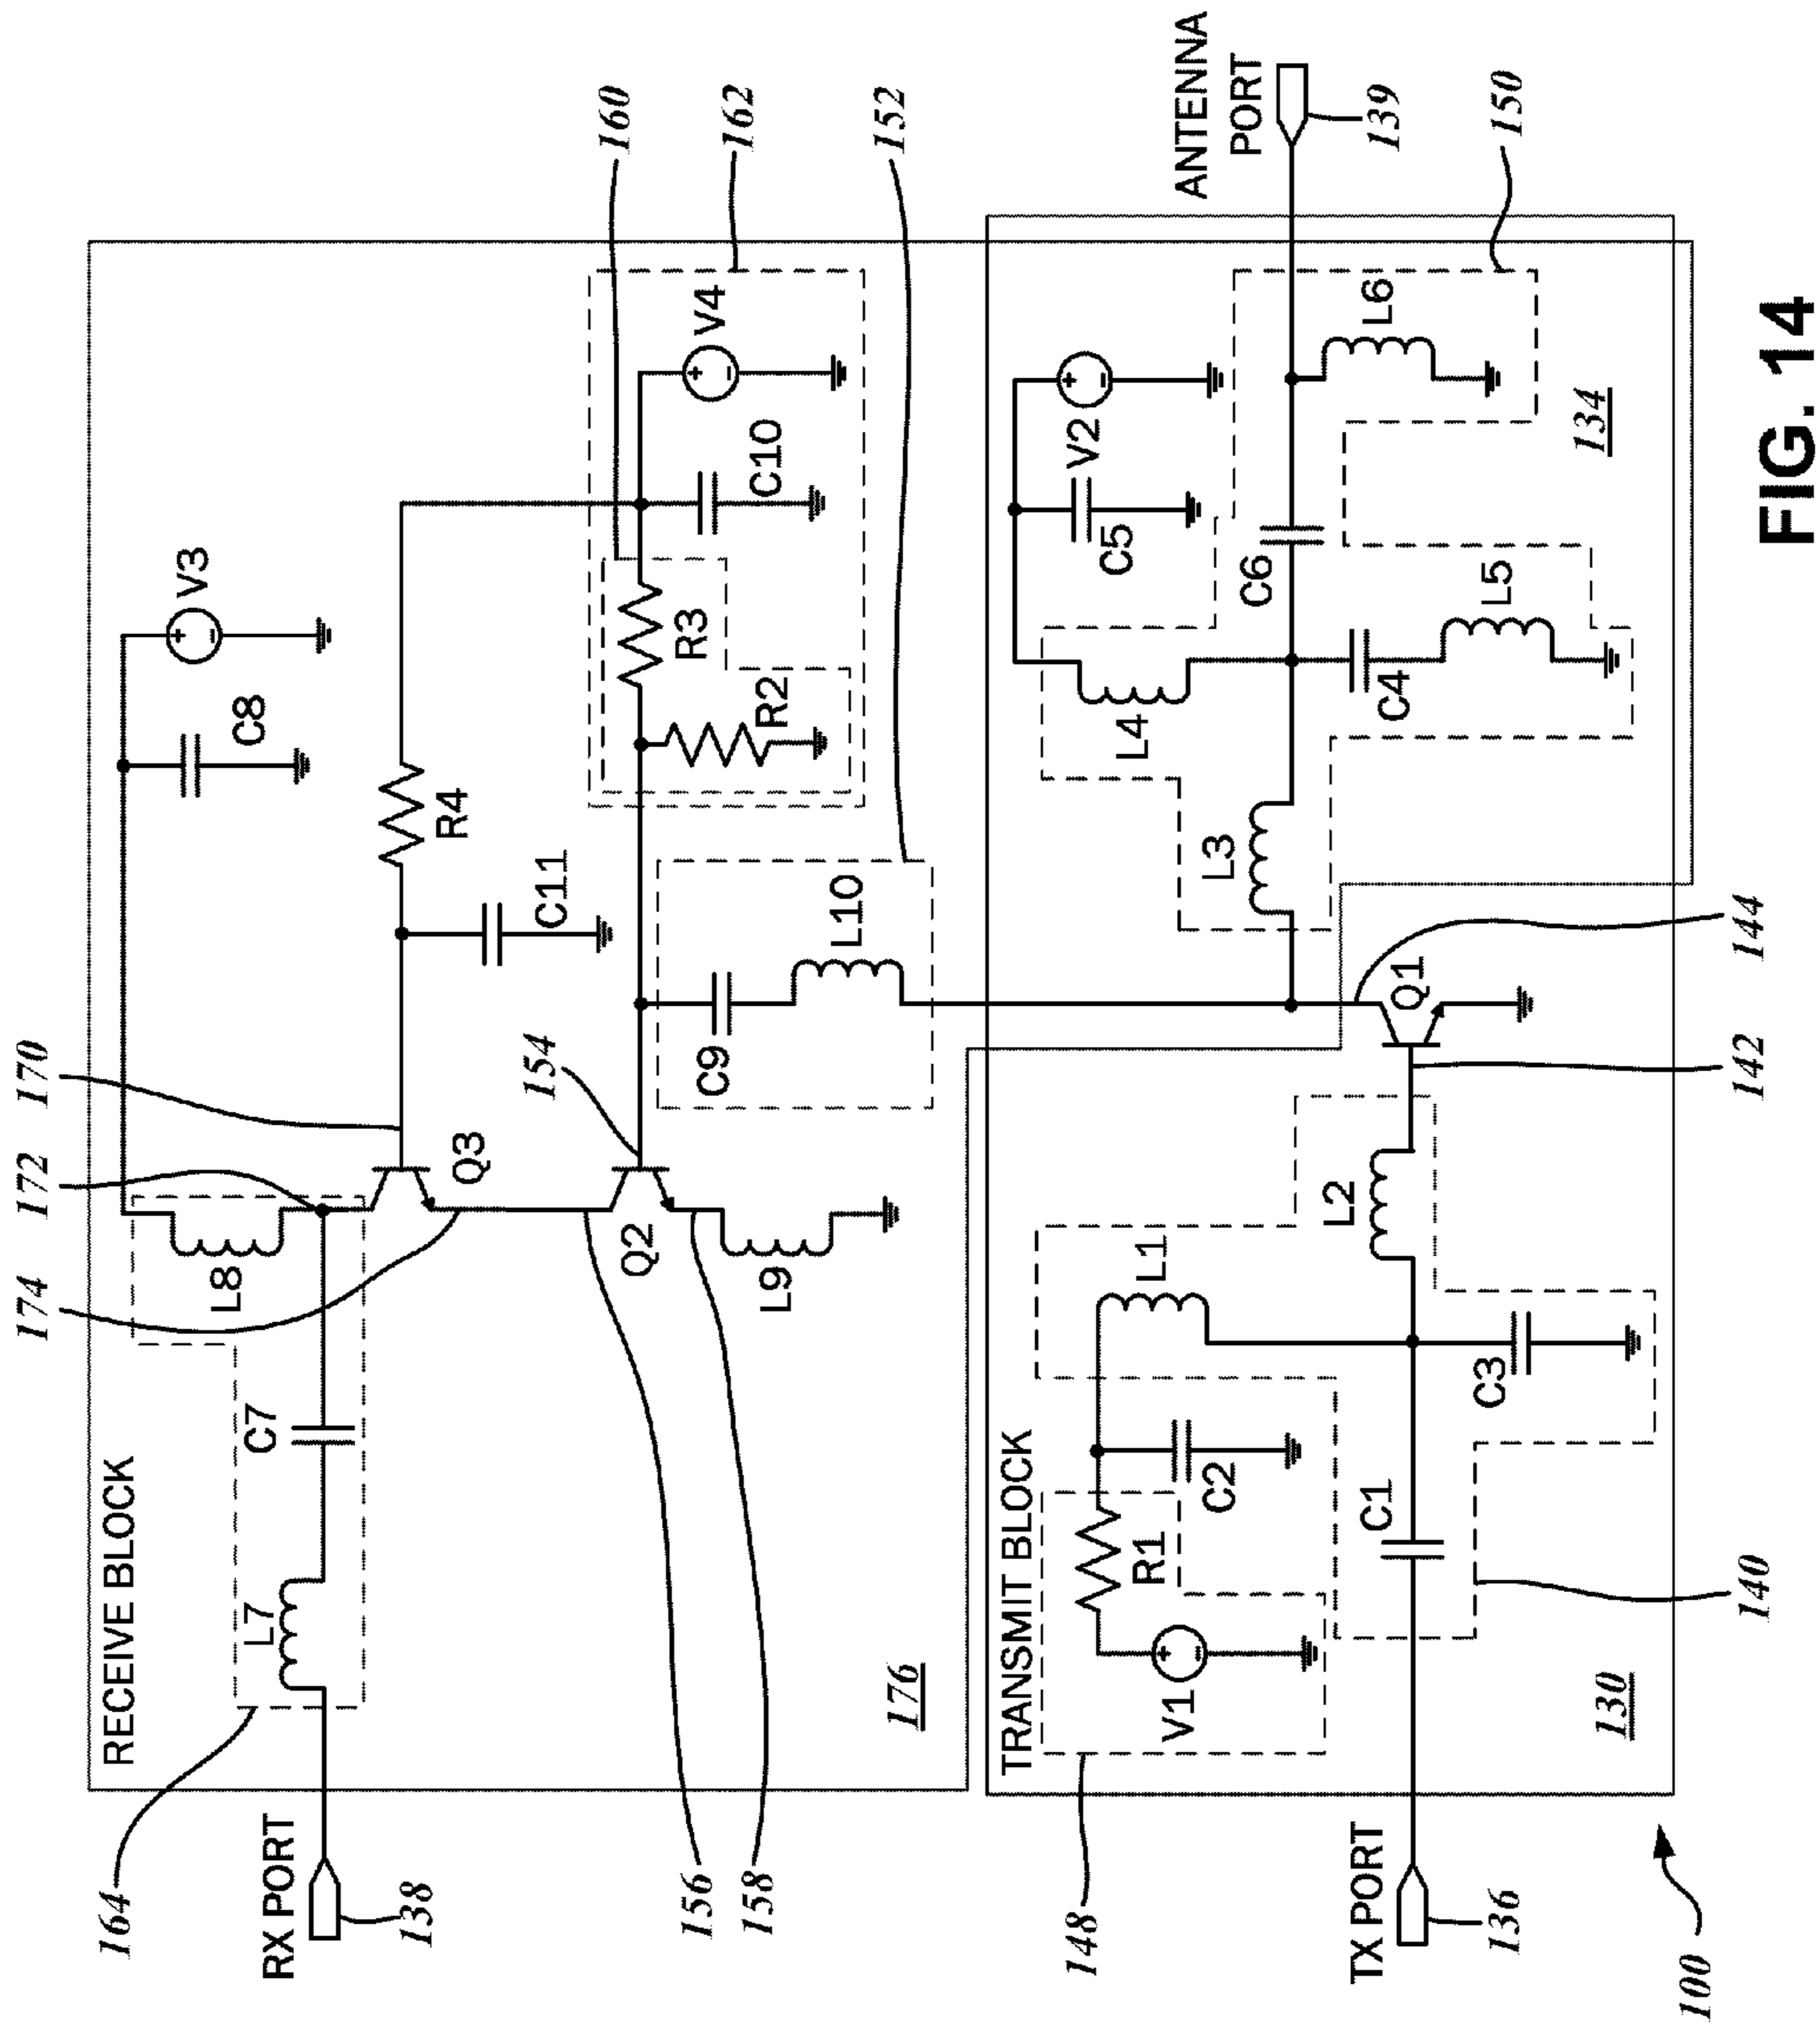 RECEIVE BLOCK
RX PORT
138
164
L7
C7
L8
174
172
170
Q3
V3
C8
R4
C11
154
Q2
L9
156
158
176
160
162
152
V4
C10
R3
R2
C9
L10
TRANSMIT BLOCK
TX PORT
136
148
V1
R1
C2
L1
C1
C3
L2
140
130
142
144
Q1
L3
L4
C5
V2
C6
C4
L5
L6
134
150
ANTENNA
PORT
139
100
FIG. 14